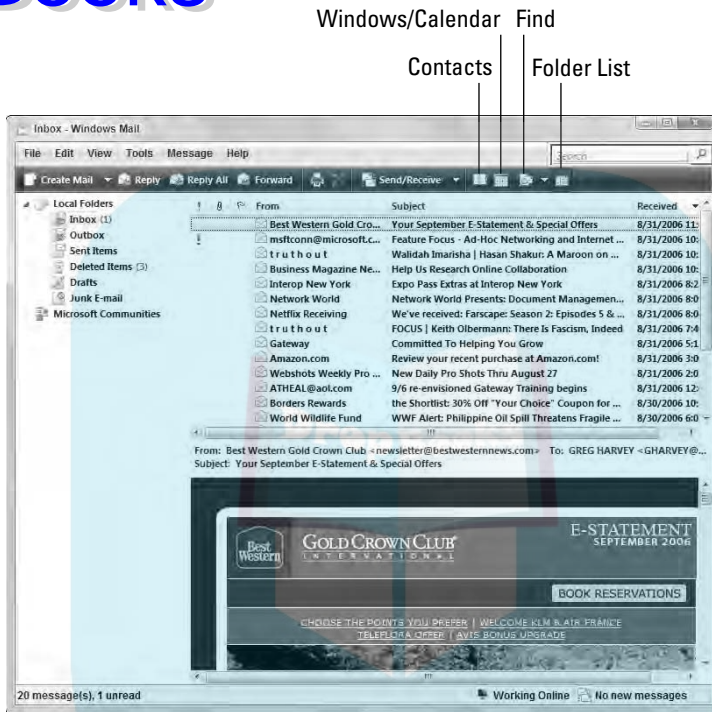 BOOKS
Windows/Calendar Find
Contacts Folder List
Inbox - Windows Mail
File Edit View Tools Message Help
Search
Create Mail Reply Reply All Forward Send/Receive
Local Folders
Inbox (1)
Outbox
Sent Items
Deleted Items (3)
Drafts
Junk E-mail
Microsoft Communities
! From Subject Received
Best Western Gold Cro... Your September E-Statement & Special Offers 8/31/2006 11:
! msftconn@microsoft.c... Feature Focus - Ad-Hoc Networking and Internet ... 8/31/2006 10:
t r u t h o u t Walidah Imarisha | Hasan Shakur: A Maroon on ... 8/31/2006 10:
Business Magazine Ne... Help Us Research Online Collaboration 8/31/2006 10:
Interop New York Expo Pass Extras at Interop New York 8/31/2006 8:2
Network World Network World Presents: Document Managemen... 8/31/2006 8:0
Netflix Receiving We've received: Farscape: Season 2: Episodes 5 & ... 8/31/2006 8:0
t r u t h o u t FOCUS | Keith Olbermann: There Is Fascism, Indeed 8/31/2006 7:4
Gateway Committed To Helping You Grow 8/31/2006 5:1
Amazon.com Review your recent purchase at Amazon.com! 8/31/2006 3:0
Webshots Weekly Pro ... New Daily Pro Shots Thru August 27 8/31/2006 2:0
ATHEAL@aol.com 9/6 re-envisioned Gateway Training begins 8/31/2006 12:
Borders Rewards the Shortlist: 30% Off "Your Choice" Coupon for ... 8/30/2006 10:
World Wildlife Fund WWF Alert: Philippine Oil Spill Threatens Fragile ... 8/30/2006 6:0
From: Best Western Gold Crown Club <newsletter@bestwesternnews.com> To: GREG HARVEY <GHARVEY@...
Subject: Your September E-Statement & Special Offers
Best Western
GOLD CROWN CLUB
INTERNATIONAL
E-STATEMENT
SEPTEMBER 2006
BOOK RESERVATIONS
CHOOSE THE POINTS YOU PREFER | WELCOME KLM & AIR FRANCE
TELEFLORA OFFER | AVIS BONUS UPGRADE
20 message(s), 1 unread Working Online No new messages